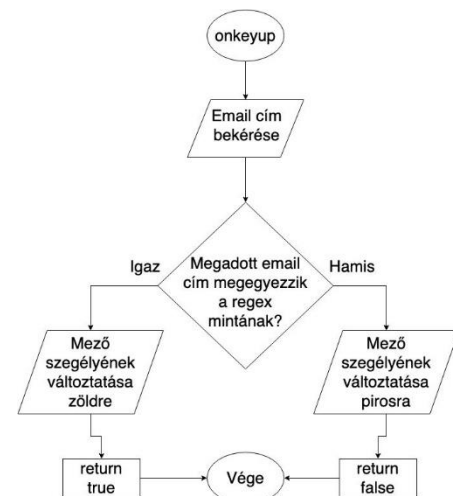 onkeyup
Email cím
bekérése
Igaz
Megadott email
cím megegyezzik
a regex
mintának?
Hamis
Mező
szegélyének
változtatása
zöldre
Mező
szegélyének
változtatása
pirosra
return
true
Vége
return
false